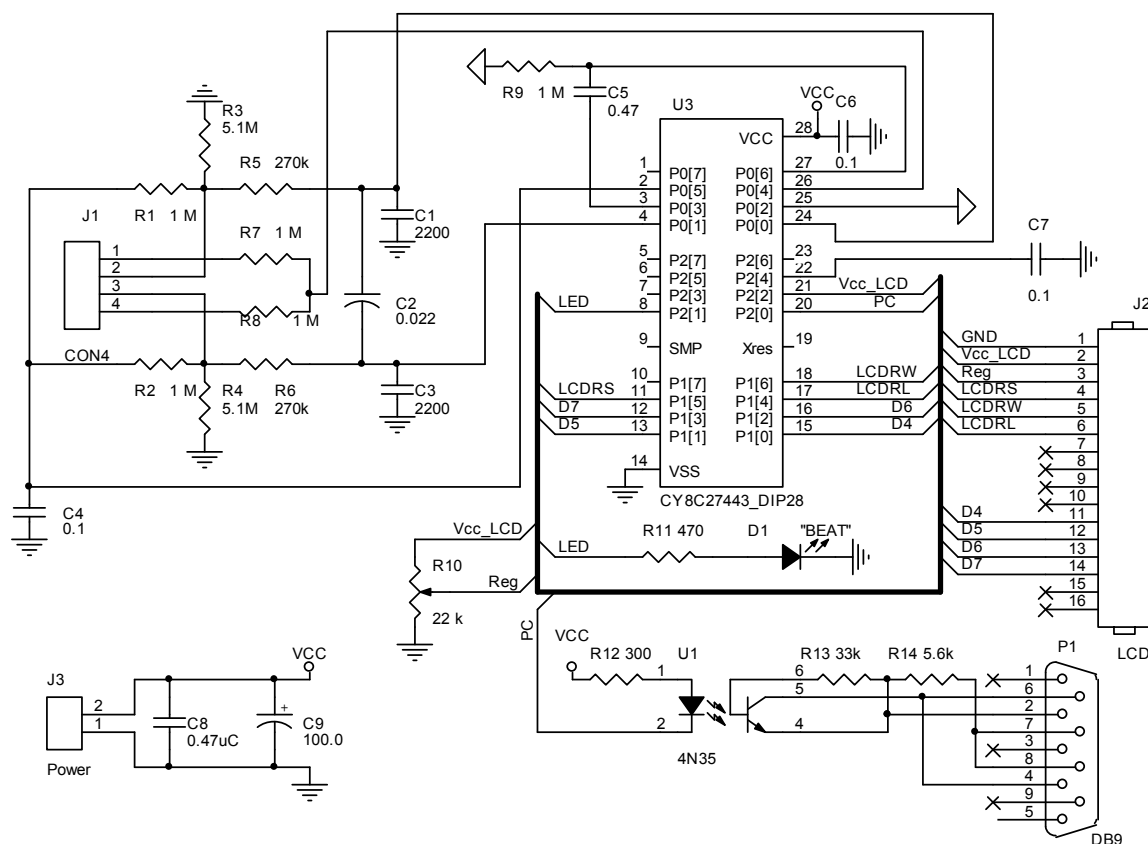 R3
5.1M
R5 270k
R1 1 M
J1
R7 1 M
1
2
3
4
R8 1 M
CON4
R2 1 M
R4
5.1M
R6
270k
C1
2200
C2
0.022
C3
2200
C4
0.1
R9 1 M
C5
0.47
U3
VCC
C6
0.1
VCC 28
1 P0[7]
2 P0[5]
3 P0[3]
4 P0[1]
5 P2[7]
6 P2[5]
7 P2[3]
8 P2[1]
9 SMP
10 P1[7]
11 P1[5]
12 P1[3]
13 P1[1]
14 VSS
P0[6] 27
P0[4] 26
P0[2] 25
P0[0] 24
P2[6] 23
P2[4] 22
P2[2] 21
P2[0] 20
Xres 19
P1[6] 18
P1[4] 17
P1[2] 16
P1[0] 15
CY8C27443_DIP28
LED
LCDRS
D7
D5
Vcc_LCD
PC
LCDRW
LCDRL
D6
D4
C7
0.1
J2
GND 1
Vcc_LCD 2
Reg 3
LCDRS 4
LCDRW 5
LCDRL 6
7
8
9
10
D4 11
D5 12
D6 13
D7 14
15
16
LCD
Vcc_LCD
R10
Reg
22 k
LED
R11 470
D1
"BEAT"
PC
VCC
R12 300
1
2
U1
4N35
6
5
4
R13 33k
R14 5.6k
P1
1
6
2
7
3
8
4
9
5
DB9
J3
2
1
Power
VCC
C8
0.47uC
+
C9
100.0